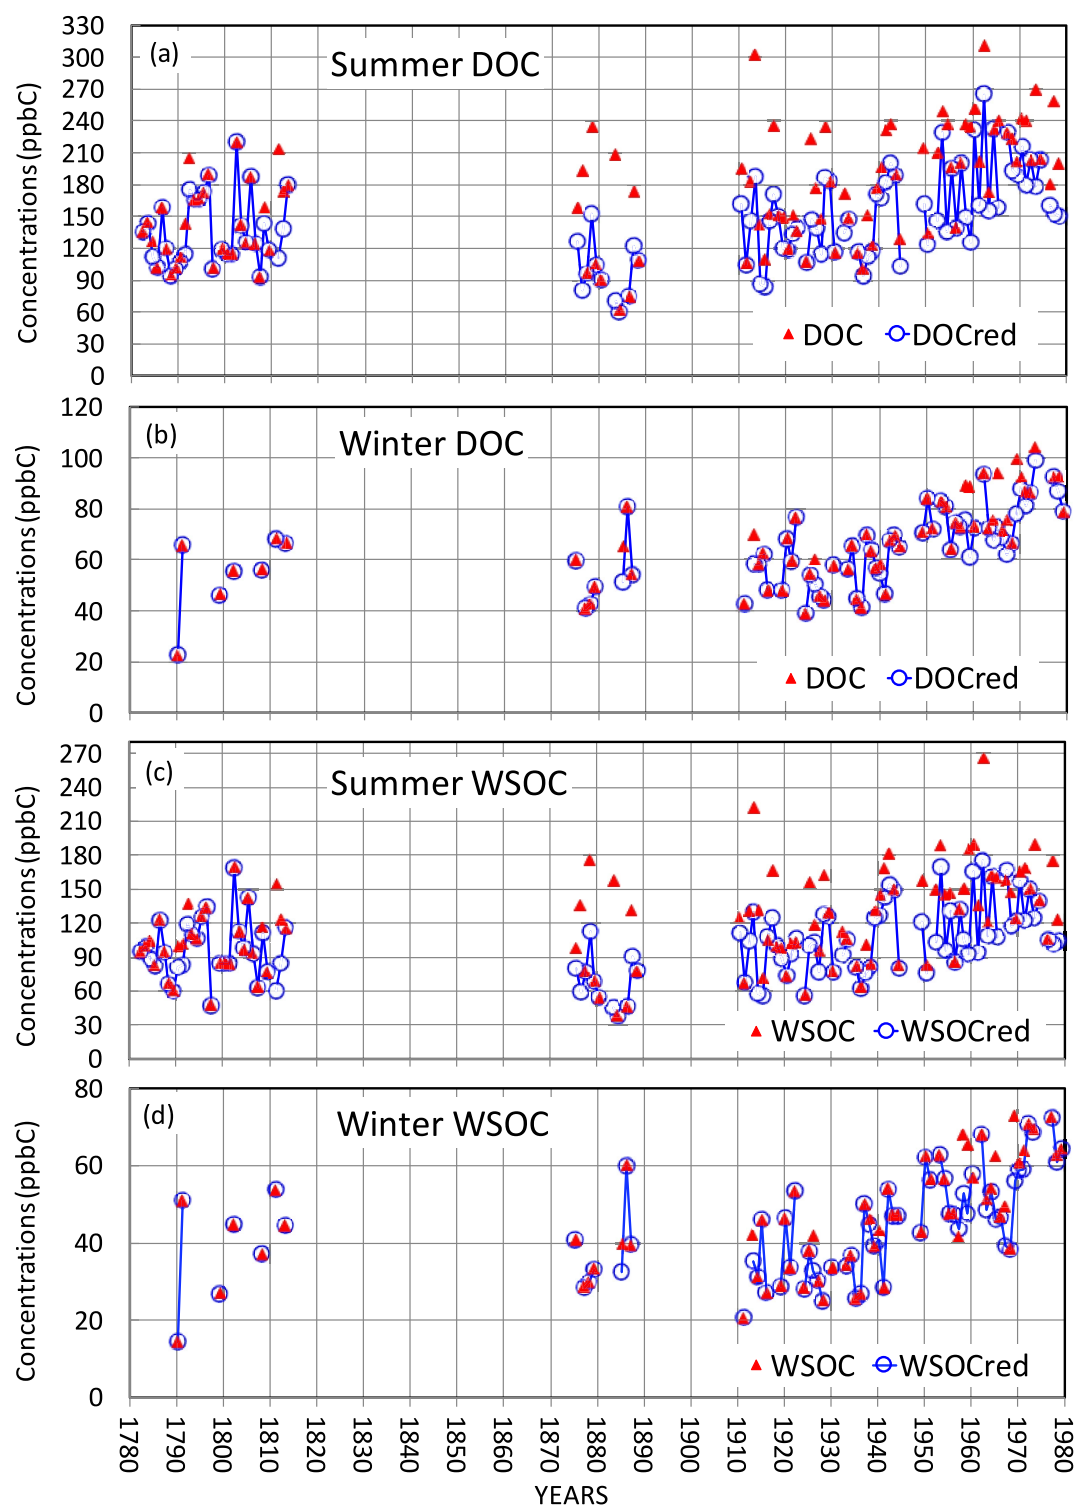 330
300
270
240
210
180
150
120
90
60
30
0
Concentrations (ppbC)
(a)
Summer DOC
DOC DOCred
120
100
80
60
40
20
0
Concentrations (ppbC)
(b)
Winter DOC
DOC DOCred
270
240
210
180
150
120
90
60
30
0
Concentrations (ppbC)
(c)
Summer WSOC
WSOC WSOCred
80
60
40
20
0
Concentrations (ppbC)
(d)
Winter WSOC
WSOC WSOCred
1780 1790 1800 1810 1820 1830 1840 1850 1860 1870 1880 1890 1900 1910 1920 1930 1940 1950 1960 1970 1980
YEARS